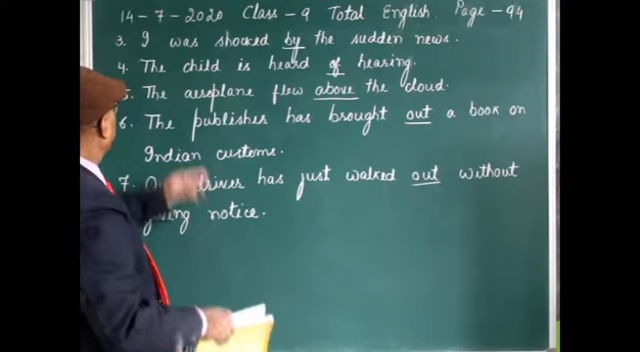 14-7-2020 Class-9 Total English. Page-94
3. I was shocked by the sudden news.
4. The child is heard of hearing.
5. The aeroplane flew above the cloud.
6. The publisher has brought out a book on
Indian customs.
7. driver has just walked out without
notice.